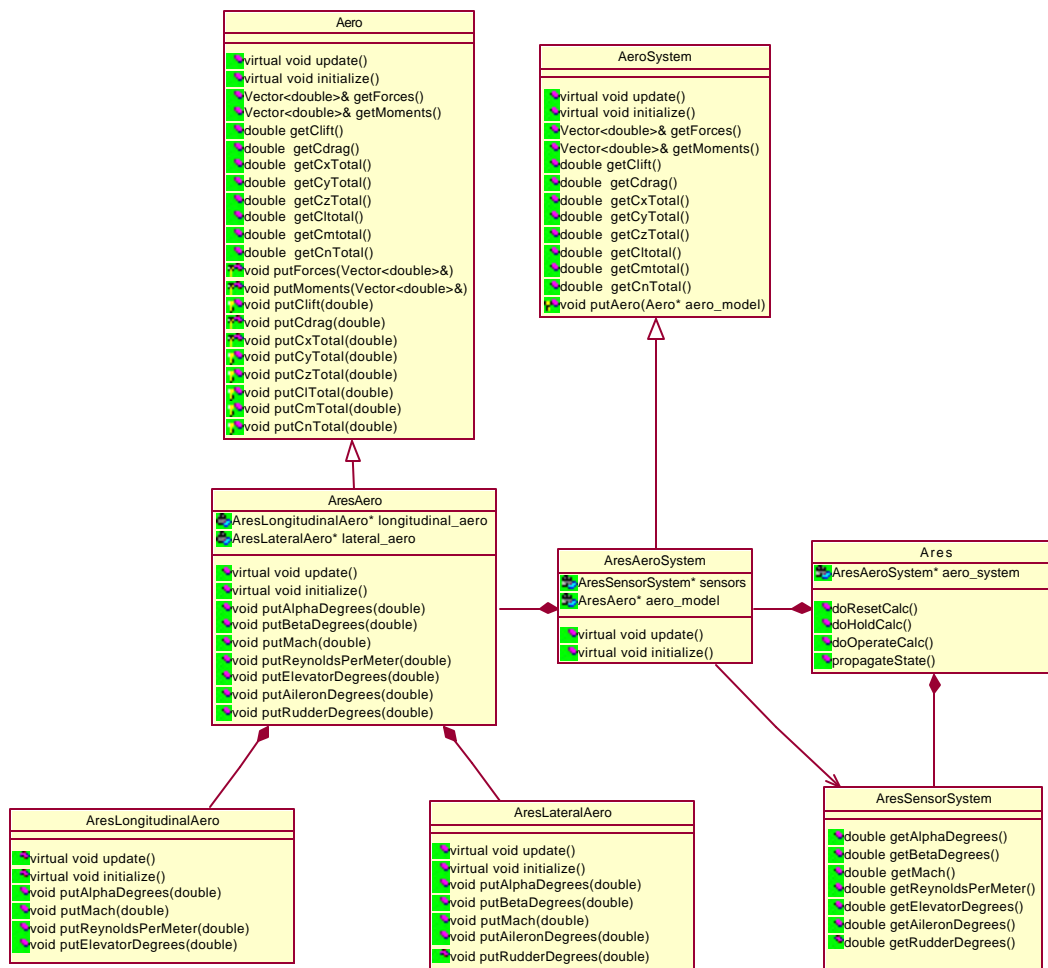 Aero
virtual void update()
virtual void initialize()
Vector<double>& getForces()
Vector<double>& getMoments()
double getClift()
double getCdrag()
double getCxTotal()
double getCyTotal()
double getCzTotal()
double getCltotal()
double getCmtotal()
double getCnTotal()
void putForces(Vector<double>&)
void putMoments(Vector<double>&)
void putClift(double)
void putCdrag(double)
void putCxTotal(double)
void putCyTotal(double)
void putCzTotal(double)
void putClTotal(double)
void putCmTotal(double)
void putCnTotal(double)
AeroSystem
virtual void update()
virtual void initialize()
Vector<double>& getForces()
Vector<double>& getMoments()
double getClift()
double getCdrag()
double getCxTotal()
double getCyTotal()
double getCzTotal()
double getCltotal()
double getCmtotal()
double getCnTotal()
void putAero(Aero* aero_model)
AresAero
AresLongitudinalAero* longitudinal_aero
AresLateralAero* lateral_aero
virtual void update()
virtual void initialize()
void putAlphaDegrees(double)
void putBetaDegrees(double)
void putMach(double)
void putReynoldsPerMeter(double)
void putElevatorDegrees(double)
void putAileronDegrees(double)
void putRudderDegrees(double)
AresAeroSystem
AresSensorSystem* sensors
AresAero* aero_model
virtual void update()
virtual void initialize()
Ares
AresAeroSystem* aero_system
doResetCalc()
doHoldCalc()
doOperateCalc()
propagateState()
AresLongitudinalAero
virtual void update()
virtual void initialize()
void putAlphaDegrees(double)
void putMach(double)
void putReynoldsPerMeter(double)
void putElevatorDegrees(double)
AresLateralAero
virtual void update()
virtual void initialize()
void putAlphaDegrees(double)
void putBetaDegrees(double)
void putMach(double)
void putAileronDegrees(double)
void putRudderDegrees(double)
AresSensorSystem
double getAlphaDegrees()
double getBetaDegrees()
double getMach()
double getReynoldsPerMeter()
double getElevatorDegrees()
double getAileronDegrees()
double getRudderDegrees()